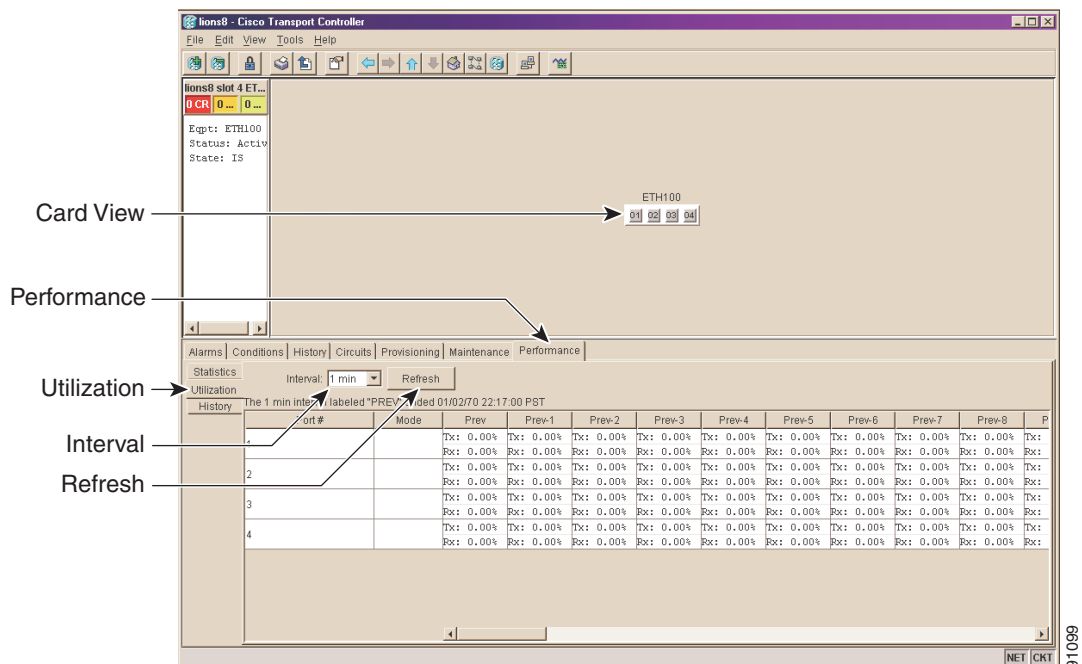 lions8 - Cisco Transport Controller
File Edit View Tools Help
lions8 slot 4 ET...
0 CR 0 ... 0 ...
Eqpt: ETH100
Status: Activ
State: IS
ETH100
01 02 03 04
Card View
Performance
Utilization
Interval
Refresh
Alarms Conditions History Circuits Provisioning Maintenance Performance
Statistics
Utilization
History
Interval: 1 min Refresh
The 1 min labeled "PREV" 01/02/70 22:17:00 PST
Port # Mode Prev Prev-1 Prev-2 Prev-3 Prev-4 Prev-5 Prev-6 Prev-7 Prev-8 P
1 Tx: 0.00% Tx: 0.00% Tx: 0.00% Tx: 0.00% Tx: 0.00% Tx: 0.00% Tx: 0.00% Tx: 0.00% Tx: 0.00% Tx:
Rx: 0.00% Rx: 0.00% Rx: 0.00% Rx: 0.00% Rx: 0.00% Rx: 0.00% Rx: 0.00% Rx: 0.00% Rx: 0.00% Rx:
2 Tx: 0.00% Tx: 0.00% Tx: 0.00% Tx: 0.00% Tx: 0.00% Tx: 0.00% Tx: 0.00% Tx: 0.00% Tx: 0.00% Tx:
Rx: 0.00% Rx: 0.00% Rx: 0.00% Rx: 0.00% Rx: 0.00% Rx: 0.00% Rx: 0.00% Rx: 0.00% Rx: 0.00% Rx:
3 Tx: 0.00% Tx: 0.00% Tx: 0.00% Tx: 0.00% Tx: 0.00% Tx: 0.00% Tx: 0.00% Tx: 0.00% Tx: 0.00% Tx:
Rx: 0.00% Rx: 0.00% Rx: 0.00% Rx: 0.00% Rx: 0.00% Rx: 0.00% Rx: 0.00% Rx: 0.00% Rx: 0.00% Rx:
4 Tx: 0.00% Tx: 0.00% Tx: 0.00% Tx: 0.00% Tx: 0.00% Tx: 0.00% Tx: 0.00% Tx: 0.00% Tx: 0.00% Tx:
Rx: 0.00% Rx: 0.00% Rx: 0.00% Rx: 0.00% Rx: 0.00% Rx: 0.00% Rx: 0.00% Rx: 0.00% Rx: 0.00% Rx:
NET CKT